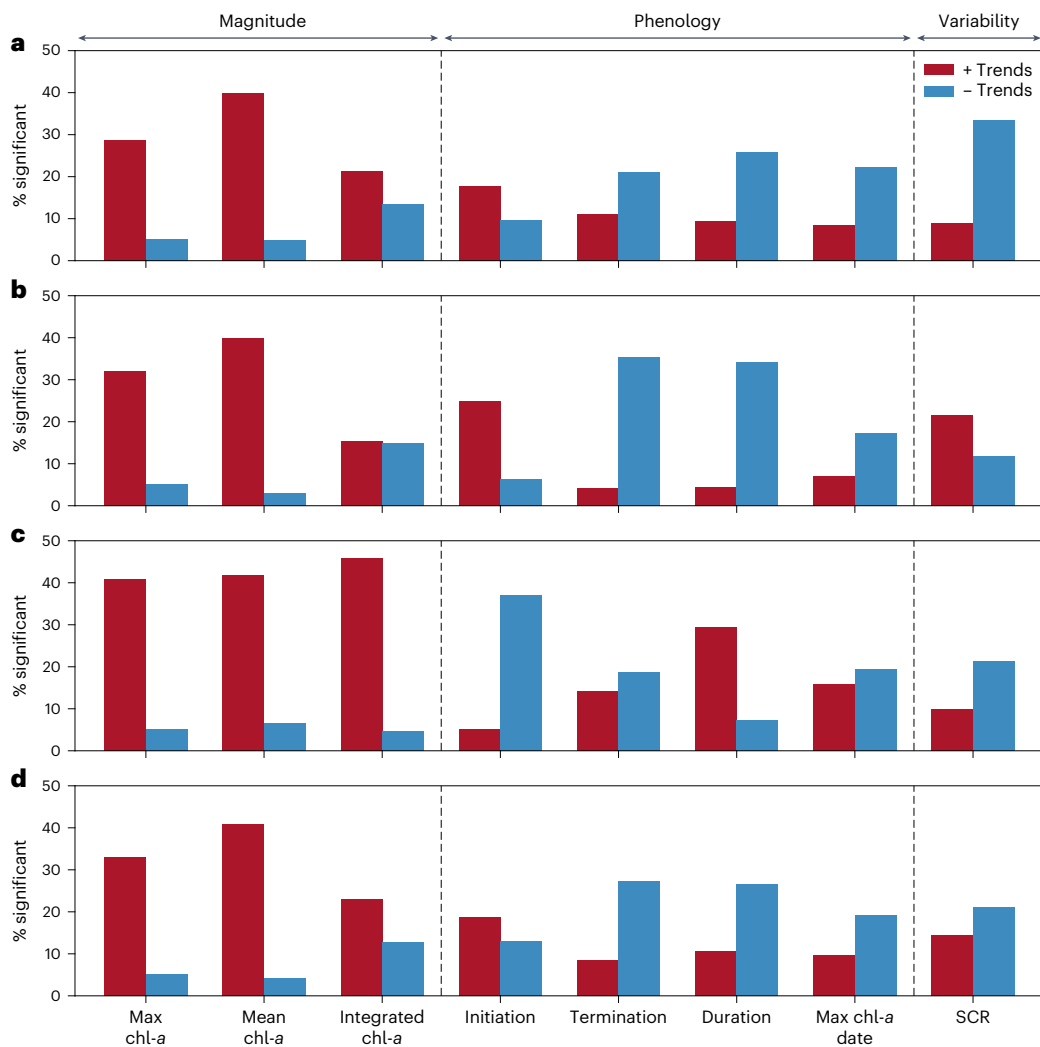 Magnitude Phenology Variability
a
50
40
30
20
10
0
% significant
+ Trends
– Trends
b
50
40
30
20
10
0
% significant
c
50
40
30
20
10
0
% significant
d
50
40
30
20
10
0
% significant
Max
chl-a
Mean
chl-a
Integrated
chl-a
Initiation
Termination
Duration
Max chl-a
date
SCR